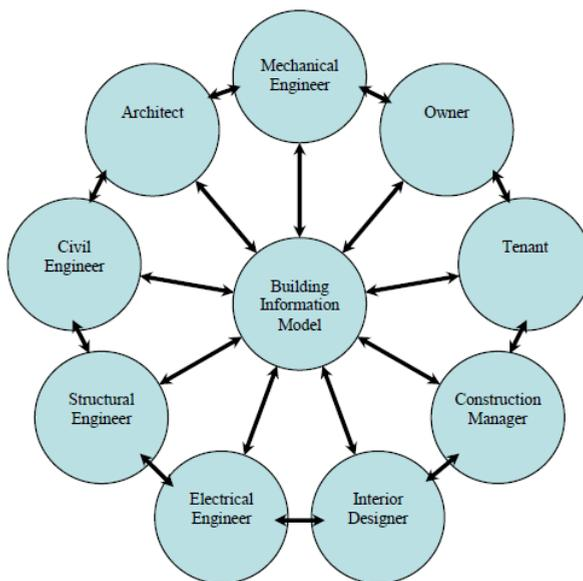 Mechanical
Engineer
Architect
Owner
Civil
Engineer
Tenant
Building
Information
Model
Structural
Engineer
Construction
Manager
Electrical
Engineer
Interior
Designer